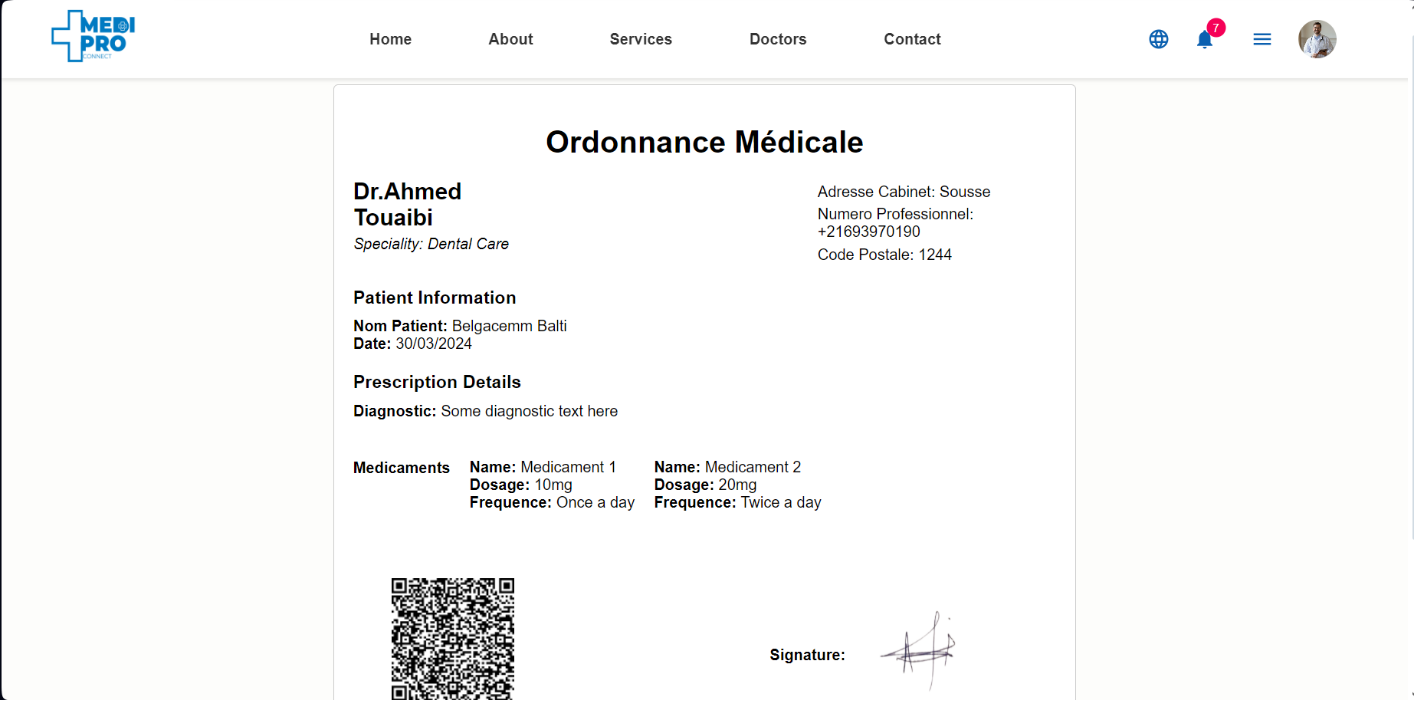 MEDI
PRO
CONNECT
Home About Services Doctors Contact
7
Ordonnance Médicale
Dr.Ahmed
Touaibi
Speciality: Dental Care
Adresse Cabinet: Sousse
Numero Professionnel:
+21693970190
Code Postale: 1244
Patient Information
Nom Patient: Belgacemm Balti
Date: 30/03/2024
Prescription Details
Diagnostic: Some diagnostic text here
Medicaments
Name: Medicament 1
Dosage: 10mg
Frequence: Once a day
Name: Medicament 2
Dosage: 20mg
Frequence: Twice a day
Signature: